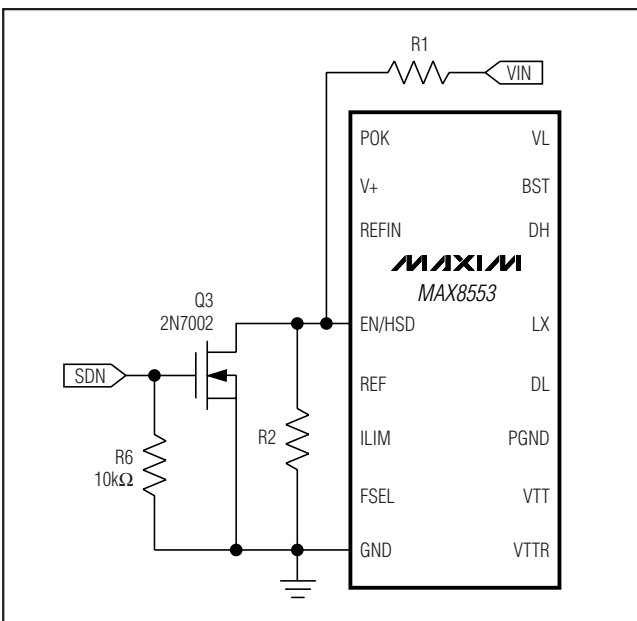 R1
VIN
POK VL
V+ BST
REFIN DH
MAXIM
MAX8553
Q3
2N7002
EN/HSD LX
SDN
REF DL
R6
10kΩ
R2
ILIM PGND
FSEL VTT
GND VTTR